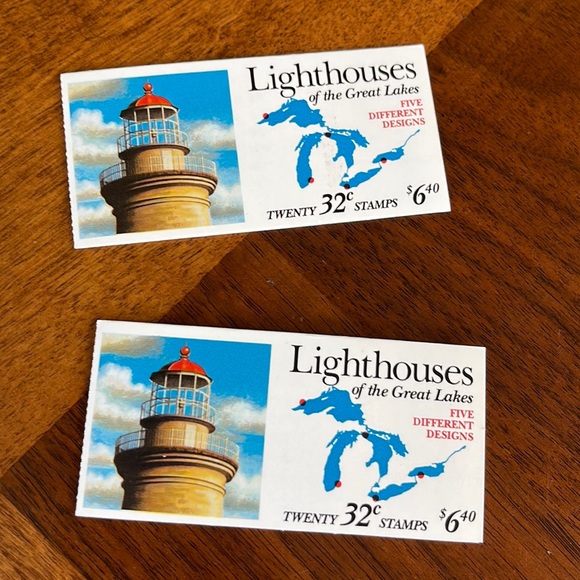 Lighthouses
of the Great Lakes
FIVE
DIFFERENT
DESIGNS
TWENTY 32c STAMPS $6.40
Lighthouses
of the Great Lakes
FIVE
DIFFERENT
DESIGNS
TWENTY 32c STAMPS $6.40